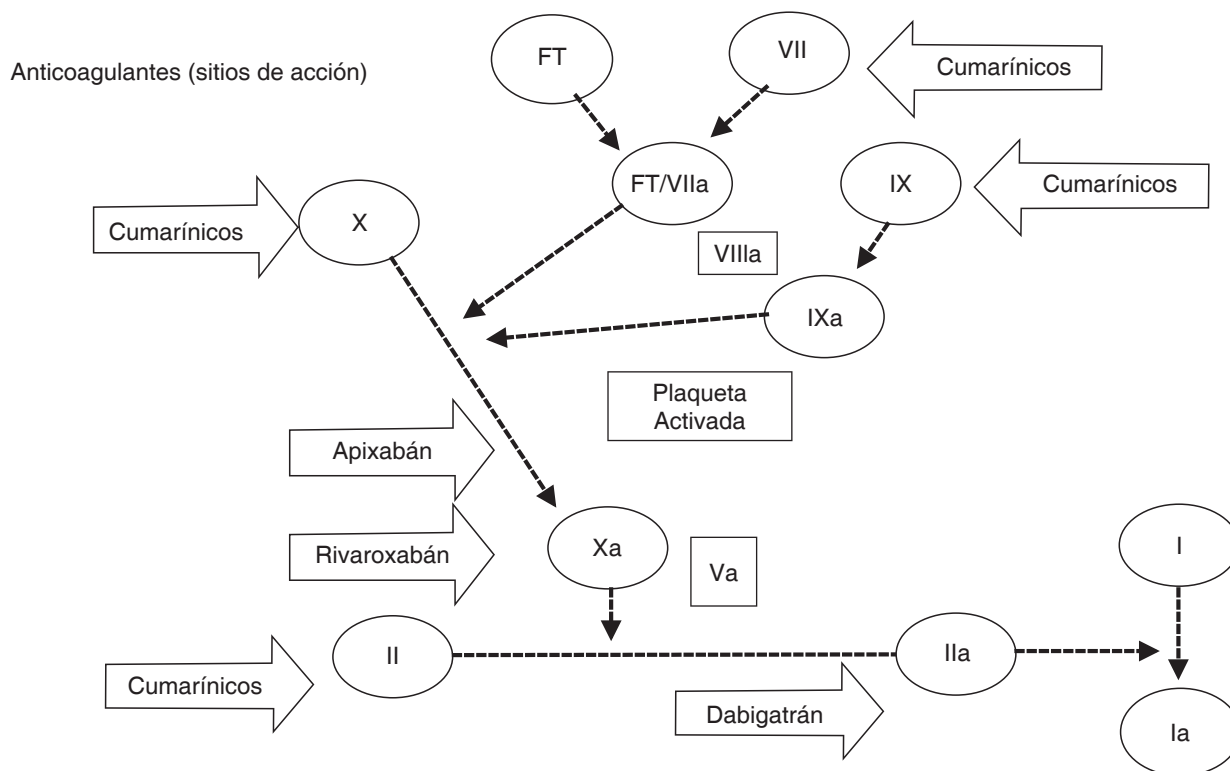 Anticoagulantes (sitios de acción)
FT
VII
Cumarínicos
FT/VIIa
IX
Cumarínicos
Cumarínicos
X
VIIIa
IXa
Plaqueta
Activada
Apixabán
Rivaroxabán
Xa
Va
I
Cumarínicos
II
IIa
Dabigatrán
Ia